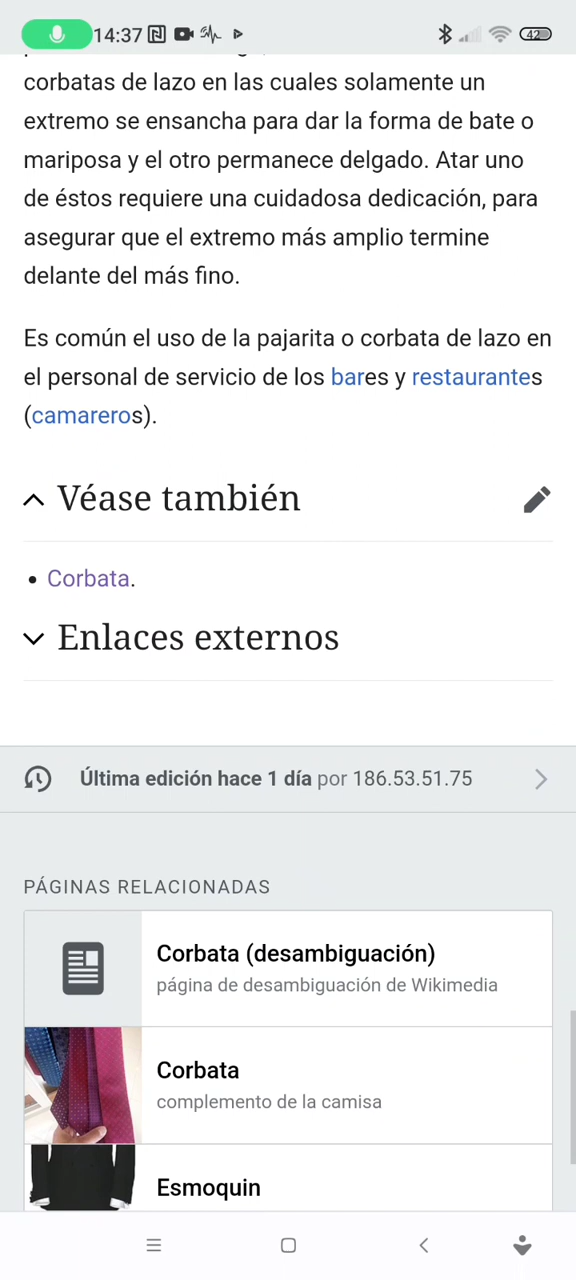 14:37
42
corbatas de lazo en las cuales solamente un
extremo se ensancha para dar la forma de bate o
mariposa y el otro permanece delgado. Atar uno
de éstos requiere una cuidadosa dedicación, para
asegurar que el extremo más amplio termine
delante del más fino.
Es común el uso de la pajarita o corbata de lazo en
el personal de servicio de los bares y restaurantes
(camareros).
Véase también
• Corbata.
Enlaces externos
Última edición hace 1 día por 186.53.51.75
PÁGINAS RELACIONADAS
Corbata (desambiguación)
página de desambiguación de Wikimedia
Corbata
complemento de la camisa
Esmoquin